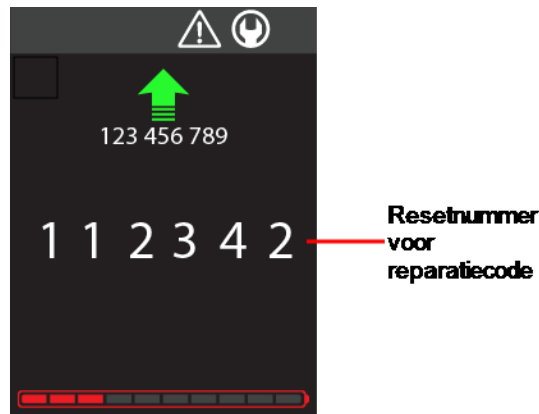 123 456 789
1 1 2 3 4 2
Resetnummer
voor
reparatiecode